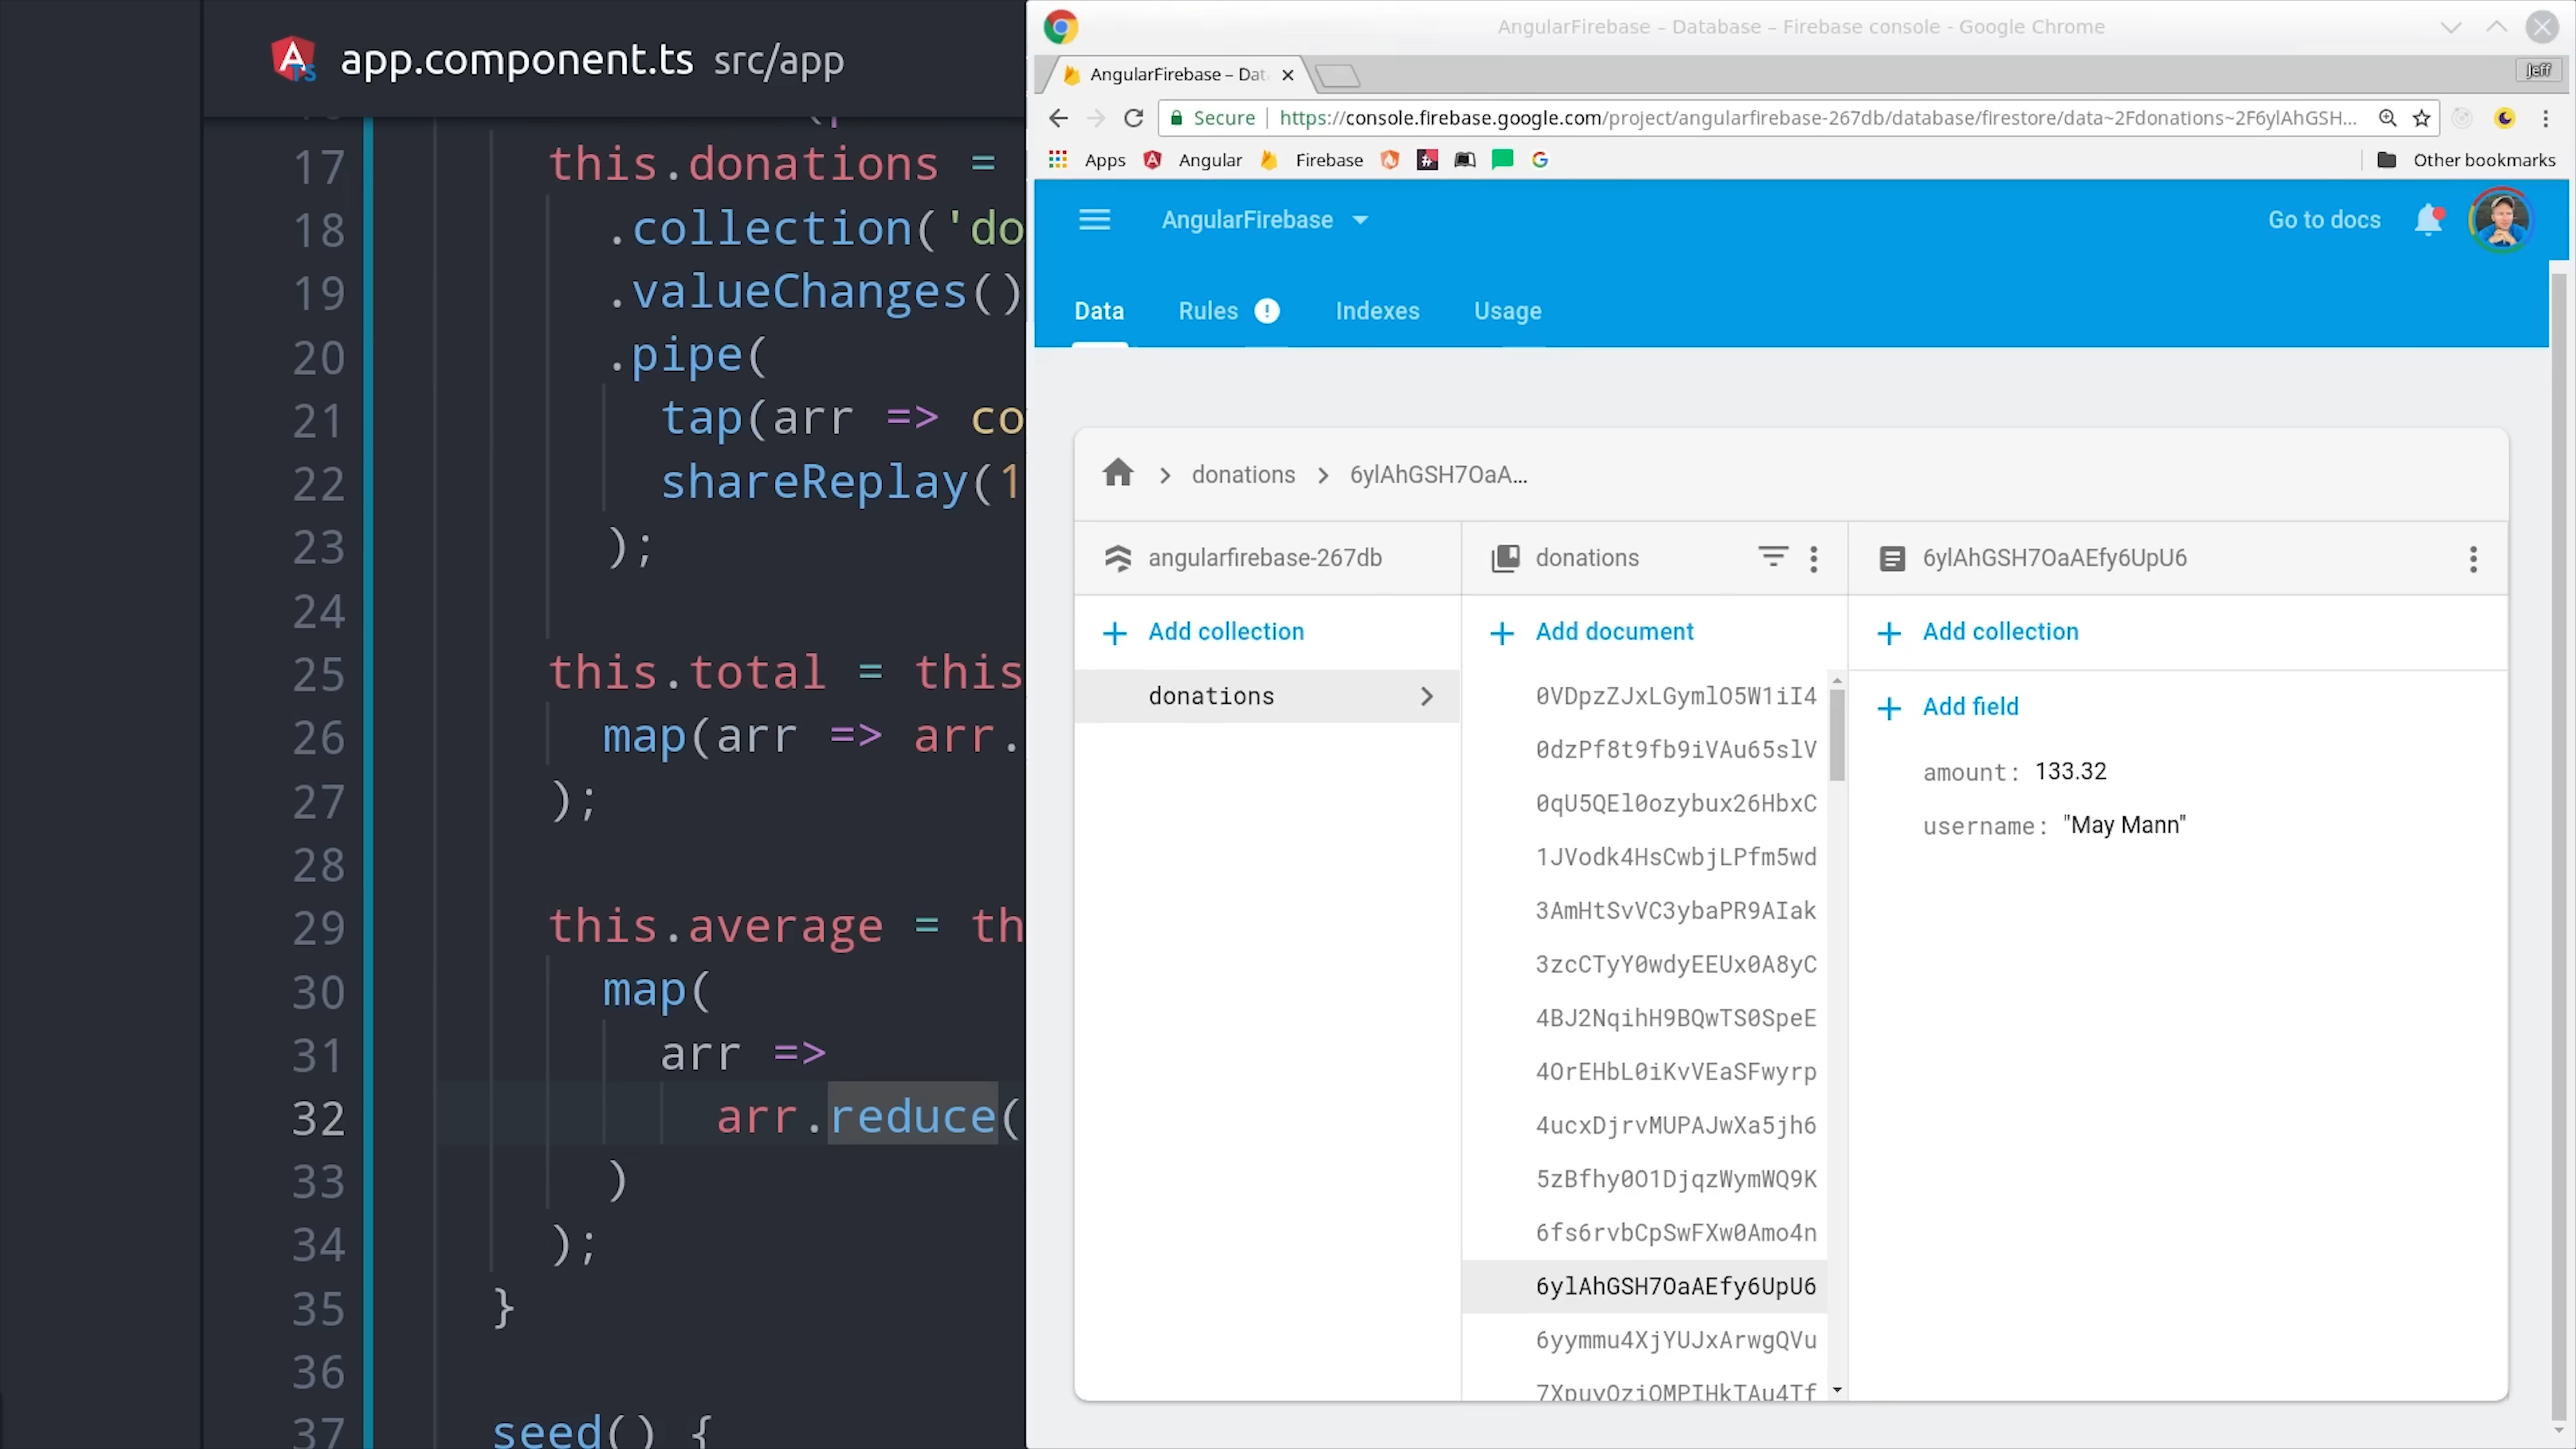 app.component.ts src/app
17 this.donations =
18 .collection('do
19 .valueChanges()
20 .pipe(
21 tap(arr => co
22 shareReplay(1
23 );
24
25 this.total = this
26 map(arr => arr.
27 );
28
29 this.average = th
30 map(
31 arr =>
32 arr.reduce(
33 )
34 );
35 }
36
37 seed() {
AngularFirebase – Database – Firebase console - Google Chrome
AngularFirebase – Dat
Jeff
Secure https://console.firebase.google.com/project/angularfirebase-267db/database/firestore/data~2Fdonations~2F6ylAhGSH...
Apps Angular Firebase Other bookmarks
AngularFirebase Go to docs
Data Rules Indexes Usage
donations 6ylAhGSH7OaA...
angularfirebase-267db donations 6ylAhGSH7OaAEfy6UpU6
Add collection Add document Add collection
donations
0VDpzZJxLGymlO5W1iI4
0dzPf8t9fb9iVAu65slV
0qU5QEl0ozybux26HbxC
1JVodk4HsCwbjLPfm5wd
3AmHtSvVC3ybaPR9AIak
3zcCTyY0wdyEEUx0A8yC
4BJ2NqihH9BQwTS0SpeE
4OrEHbL0iKvVEaSFwyrp
4ucxDjrvMUPAJwXa5jh6
5zBfhy0O1DjqzWymWQ9K
6fs6rvbCpSwFXw0Amo4n
6ylAhGSH7OaAEfy6UpU6
6yymmu4XjYUJxArwgQVu
7XpuyOziOMPIHkTAu4Tf
Add field
amount: 133.32
username: "May Mann"